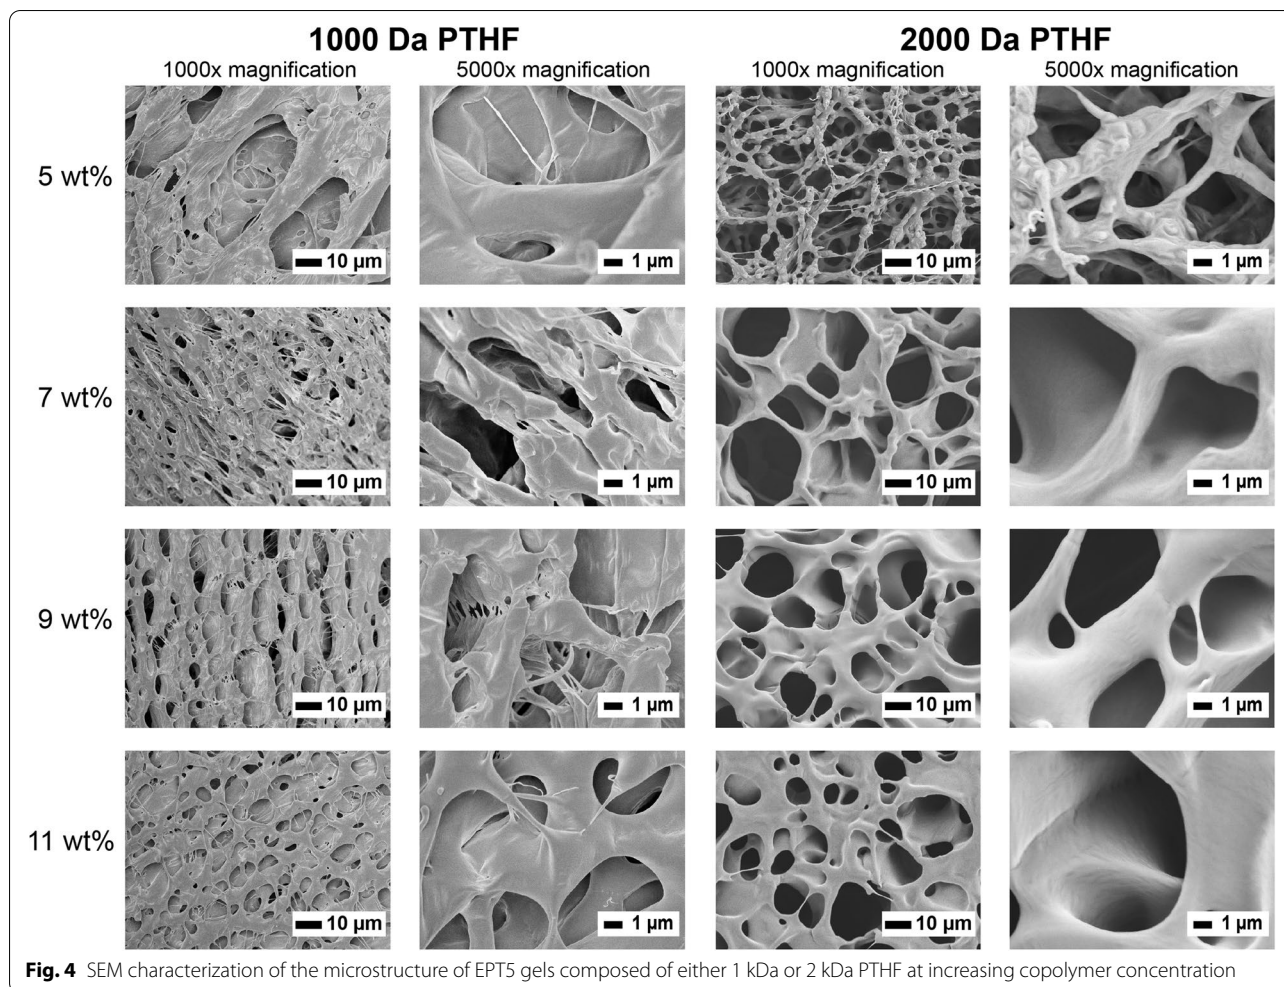 1000 Da PTHF 2000 Da PTHF
1000x magnification 5000x magnification 1000x magnification 5000x magnification
5 wt%
10 µm 1 µm 10 µm 1 µm
7 wt%
10 µm 1 µm 10 µm 1 µm
9 wt%
10 µm 1 µm 10 µm 1 µm
11 wt%
10 µm 1 µm 10 µm 1 µm
Fig. 4 SEM characterization of the microstructure of EPT5 gels composed of either 1 kDa or 2 kDa PTHF at increasing copolymer concentration